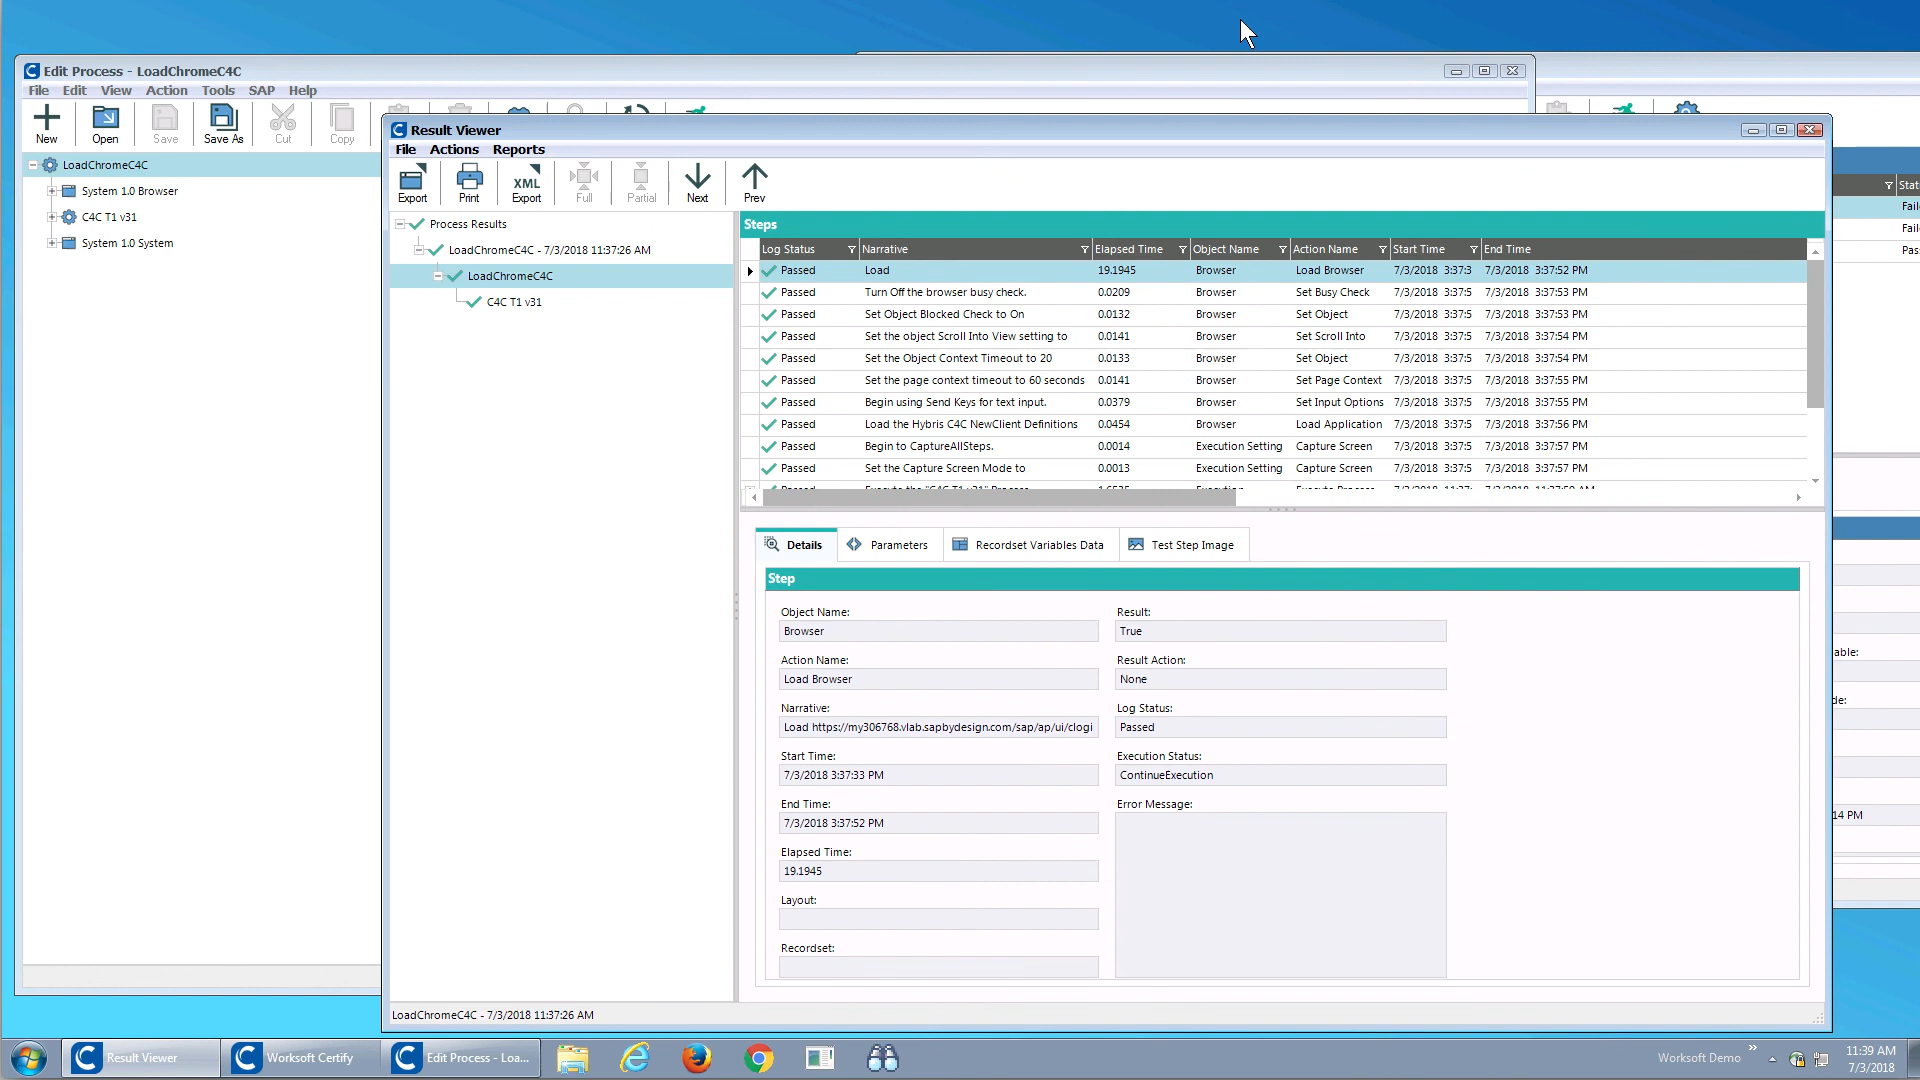 Edit Process - LoadChromeC4C
File Edit View Action Tools SAP Help
New Open Save Save As Cut Copy
LoadChromeC4C
System 1.0 Browser
C4C T1 v31
System 1.0 System
Result Viewer
File Actions Reports
Export Print XML Export Full Partial Next Prev
Process Results
LoadChromeC4C - 7/3/2018 11:37:26 AM
LoadChromeC4C
C4C T1 v31
Steps
Log Status Narrative Elapsed Time Object Name Action Name Start Time End Time
Passed Load 19.1945 Browser Load Browser 7/3/2018 3:37:3 7/3/2018 3:37:52 PM
Passed Turn Off the browser busy check. 0.0209 Browser Set Busy Check 7/3/2018 3:37:5 7/3/2018 3:37:53 PM
Passed Set Object Blocked Check to On 0.0132 Browser Set Object 7/3/2018 3:37:5 7/3/2018 3:37:53 PM
Passed Set the object Scroll Into View setting to 0.0141 Browser Set Scroll Into 7/3/2018 3:37:5 7/3/2018 3:37:54 PM
Passed Set the Object Context Timeout to 20 0.0133 Browser Set Object 7/3/2018 3:37:5 7/3/2018 3:37:54 PM
Passed Set the page context timeout to 60 seconds 0.0141 Browser Set Page Context 7/3/2018 3:37:5 7/3/2018 3:37:55 PM
Passed Begin using Send Keys for text input. 0.0379 Browser Set Input Options 7/3/2018 3:37:5 7/3/2018 3:37:55 PM
Passed Load the Hybris C4C NewClient Definitions 0.0454 Browser Load Application 7/3/2018 3:37:5 7/3/2018 3:37:56 PM
Passed Begin to CaptureAllSteps. 0.0014 Execution Setting Capture Screen 7/3/2018 3:37:5 7/3/2018 3:37:57 PM
Passed Set the Capture Screen Mode to 0.0013 Execution Setting Capture Screen 7/3/2018 3:37:5 7/3/2018 3:37:57 PM
Details Parameters Recordset Variables Data Test Step Image
Step
Object Name:
Browser
Action Name:
Load Browser
Narrative:
Load https://my306768.vlab.sapbydesign.com/sap/ap/ui/clogi
Start Time:
7/3/2018 3:37:33 PM
End Time:
7/3/2018 3:37:52 PM
Elapsed Time:
19.1945
Layout:
Recordset:
Result:
True
Result Action:
None
Log Status:
Passed
Execution Status:
ContinueExecution
Error Message:
LoadChromeC4C - 7/3/2018 11:37:26 AM
Stat
Fail
Fail
Pas
able:
de:
14 PM
Result Viewer Worksoft Certify Edit Process - Loa...
Worksoft Demo
11:39 AM
7/3/2018